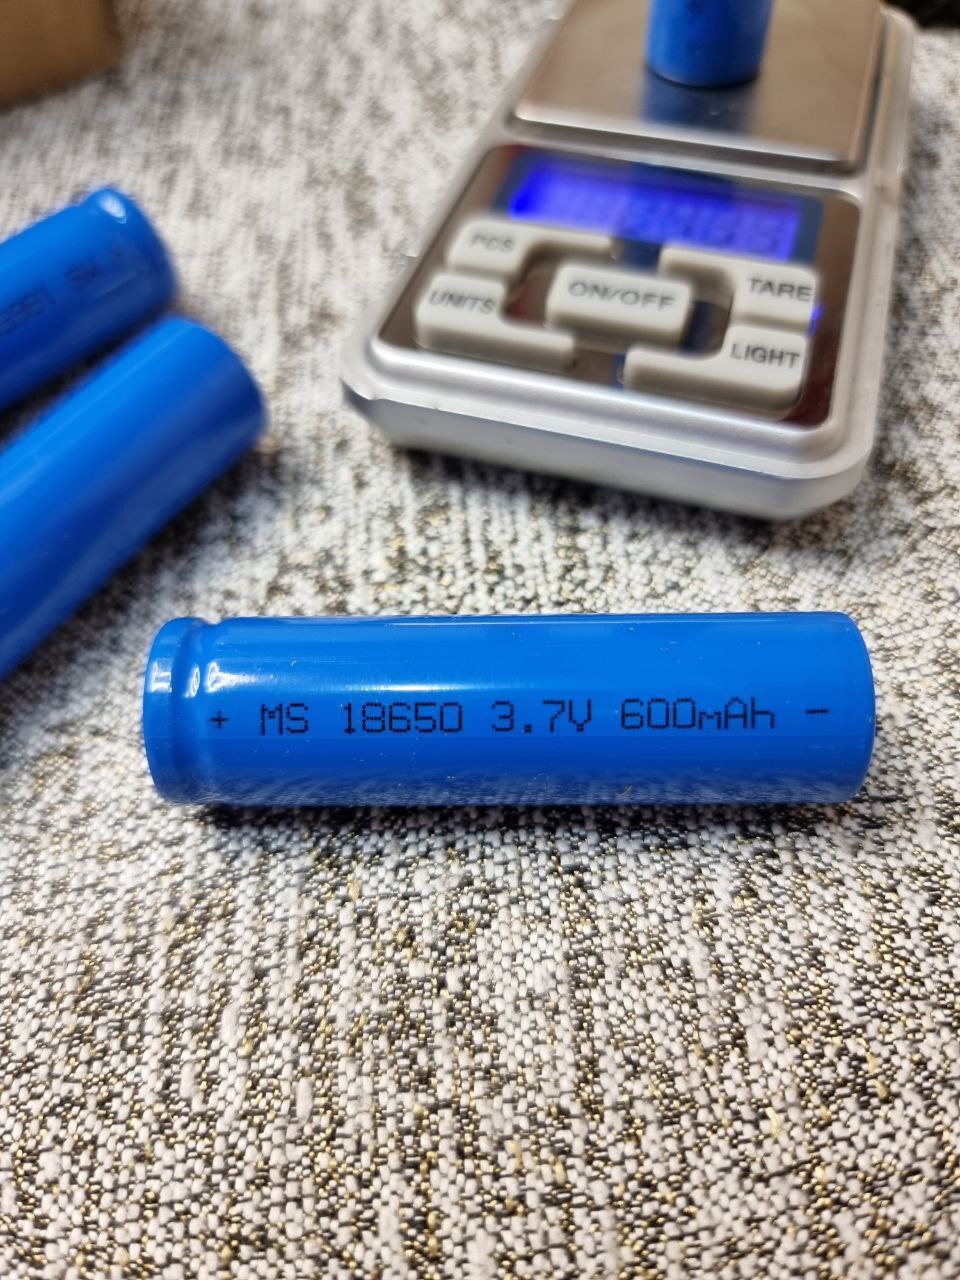 PCS
ON/OFF
TARE
UNITS
LIGHT
+ MS 18650 3.7V 600mAh -